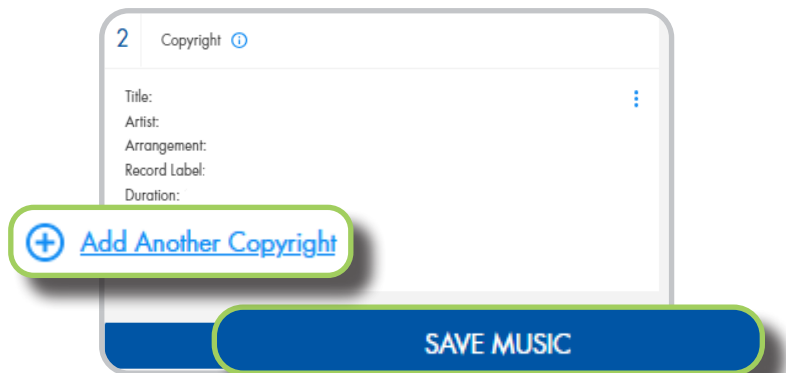 2 Copyright
Title:
Artist:
Arrangement:
Record Label:
Duration:
Add Another Copyright
SAVE MUSIC